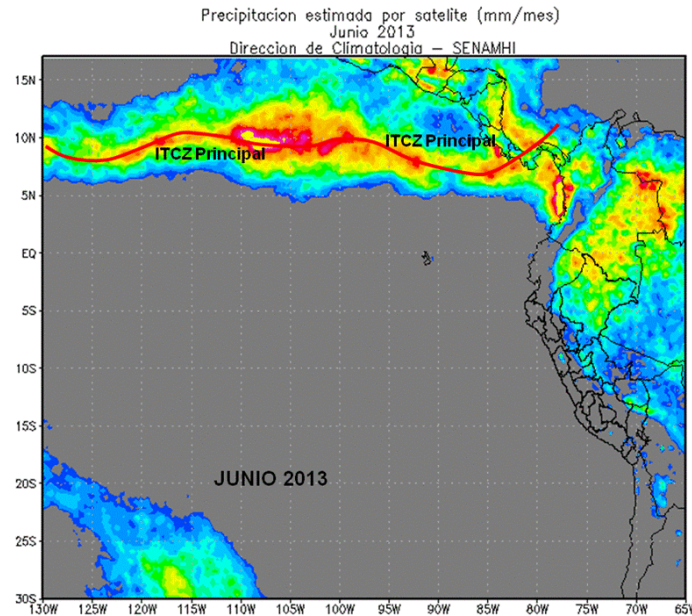 Precipitacion estimada por satelite (mm/mes)
Junio 2013
Direccion de Climatologia – SENAMHI
15N
10N
5N
EQ
5S
10S
15S
20S
25S
30S
ITCZ Principal
ITCZ Principal
JUNIO 2013
130W 125W 120W 115W 110W 105W 100W 95W 90W 85W 80W 75W 70W 65W